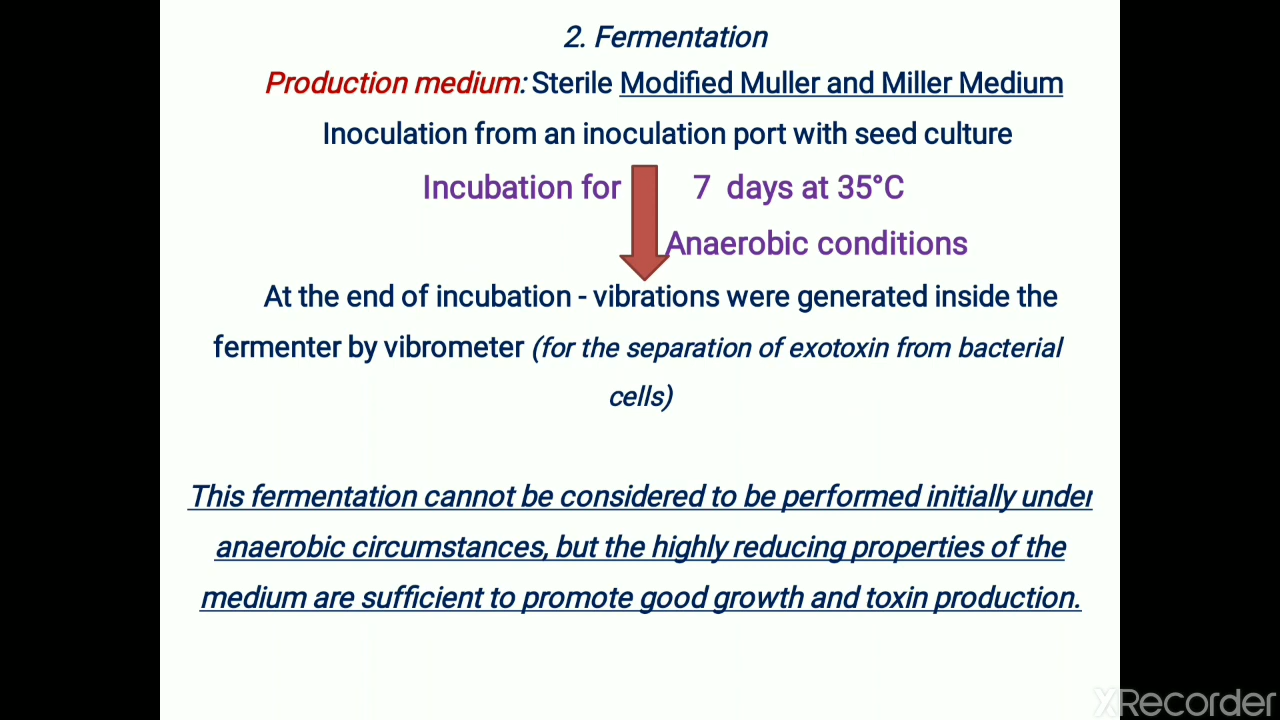 2. Fermentation
Production medium: Sterile Modified Muller and Miller Medium
Inoculation from an inoculation port with seed culture
Incubation for 7 days at 35°C
Anaerobic conditions
At the end of incubation - vibrations were generated inside the
fermenter by vibrometer (for the separation of exotoxin from bacterial
cells)
This fermentation cannot be considered to be performed initially under
anaerobic circumstances, but the highly reducing properties of the
medium are sufficient to promote good growth and toxin production.
XRecorder